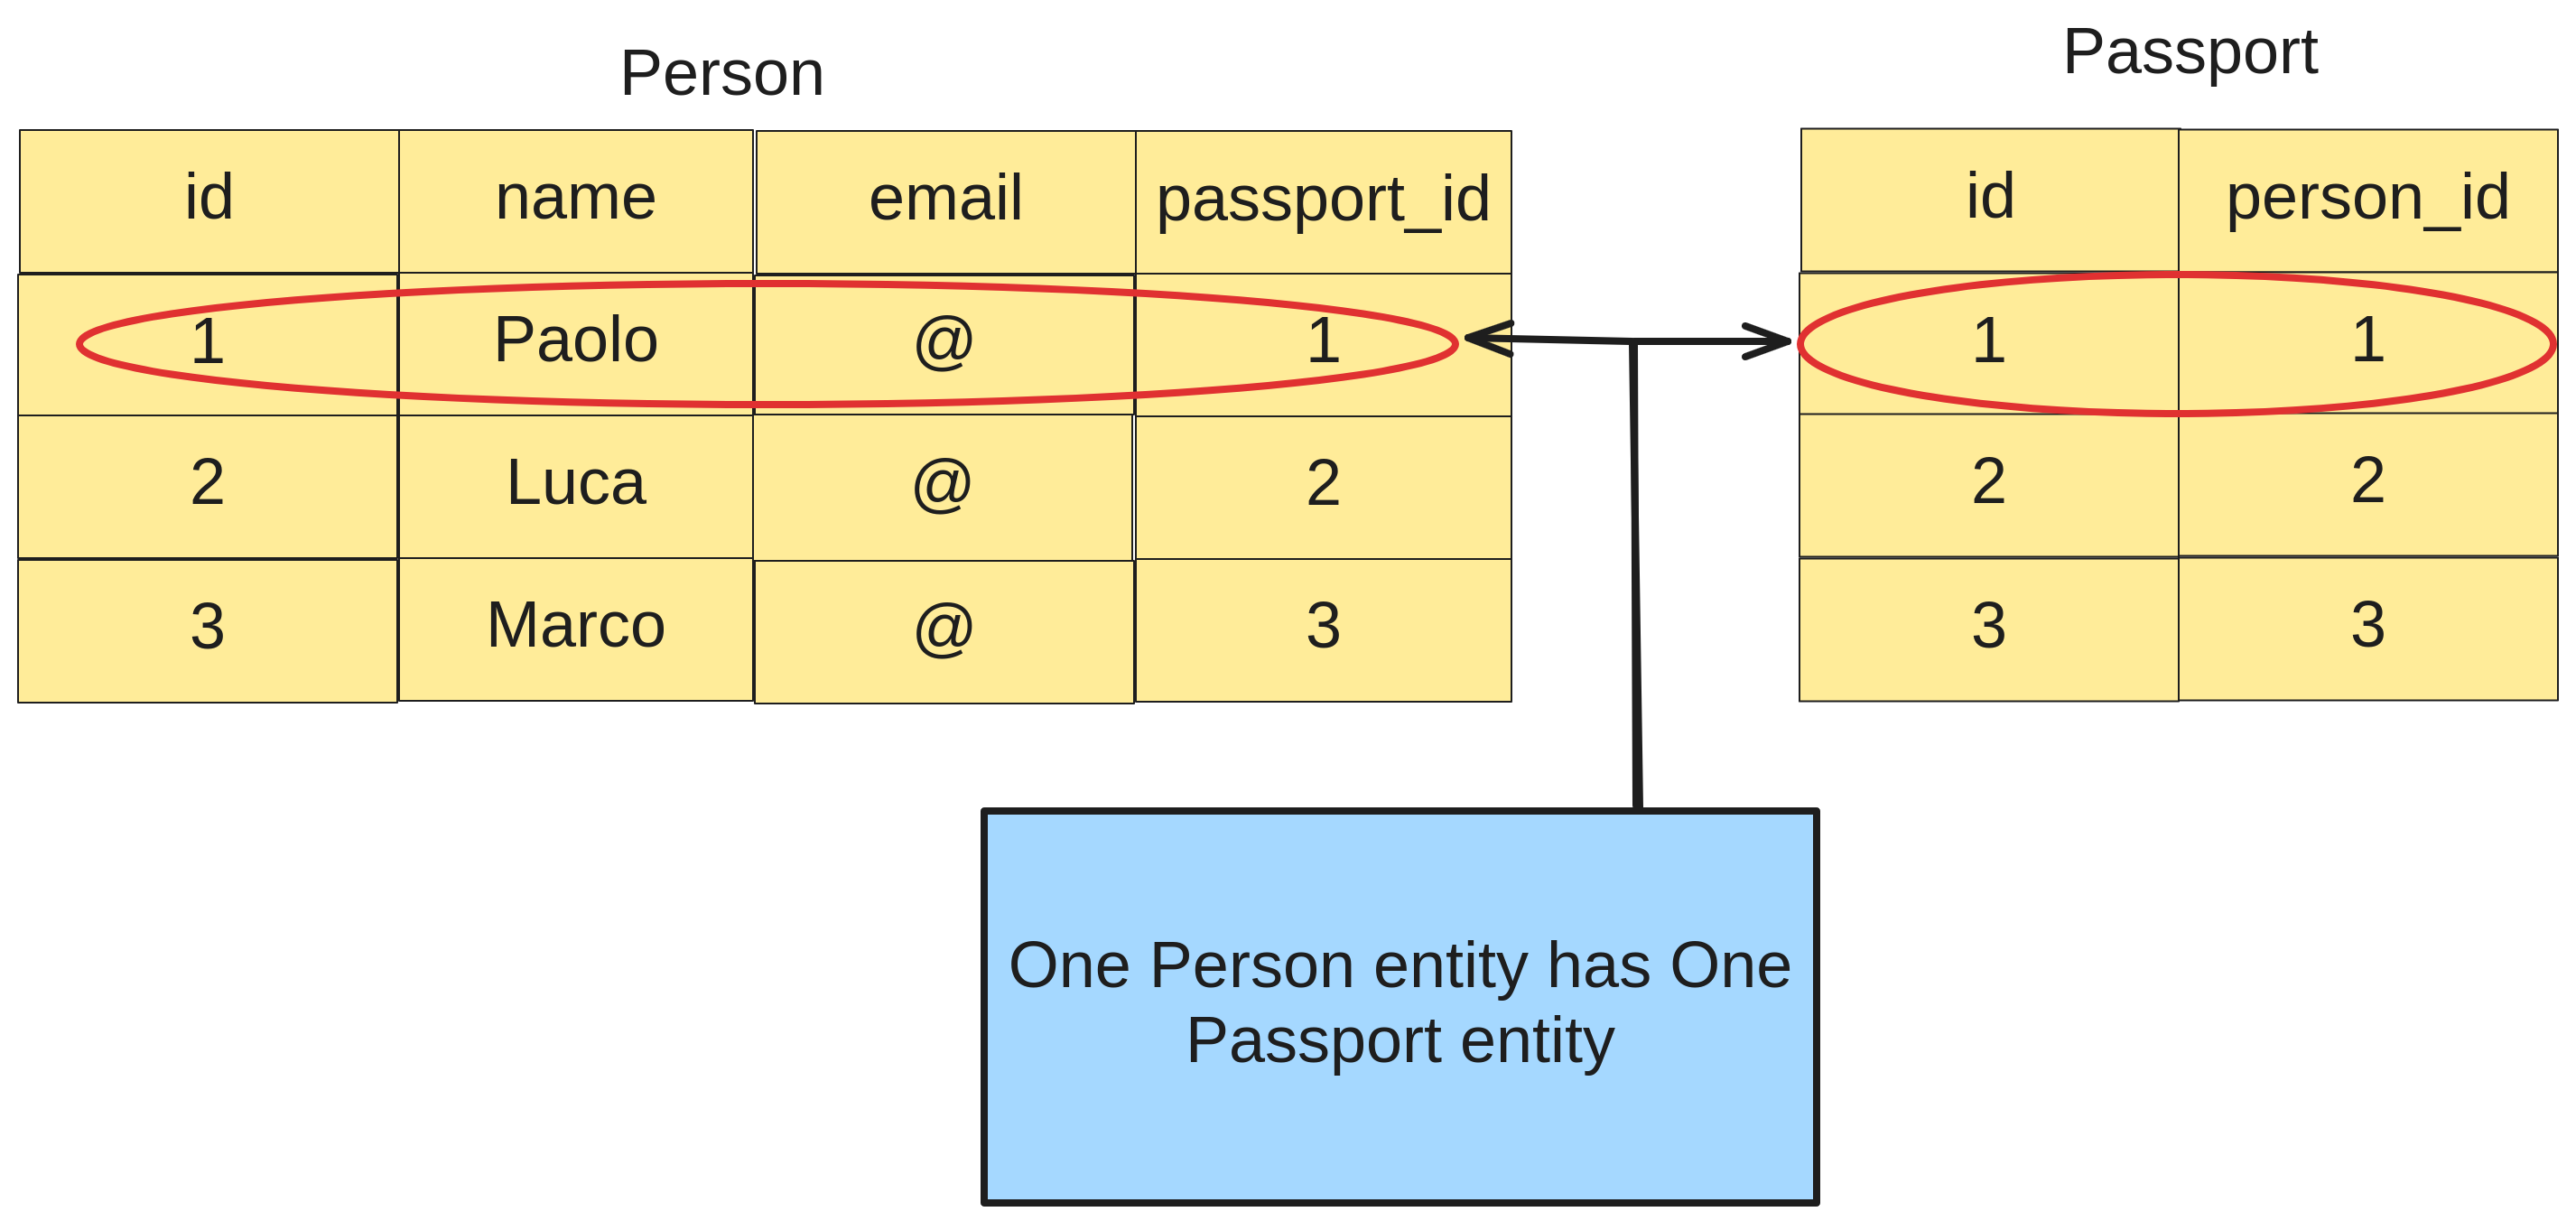 Person
Passport
id name email passport_id
id person_id
1 Paolo @ 1
1 1
2 Luca @ 2
2 2
3 Marco @ 3
3 3
One Person entity has One
Passport entity